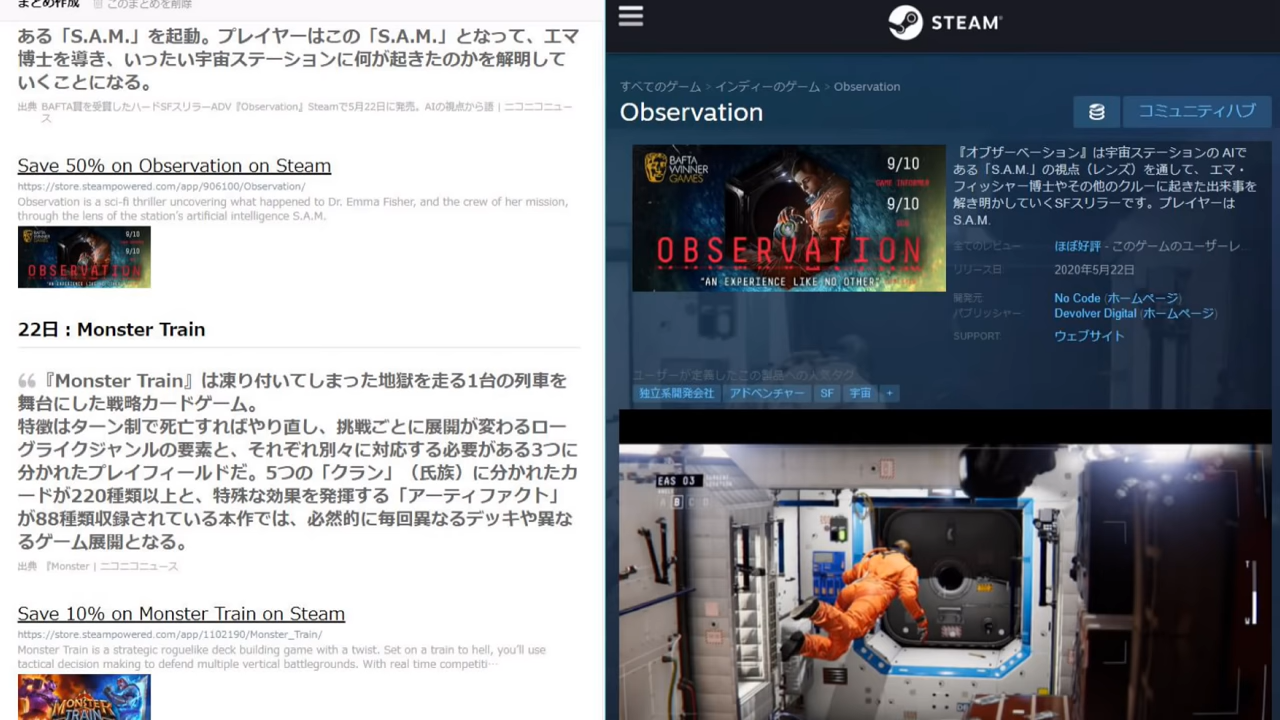 まとめ作成 このまとめを削除
ある「S.A.M.」を起動。プレイヤーはこの「S.A.M.」となって、エマ
博士を導き、いったい宇宙ステーションに何が起きたのかを解明して
いくことになる。
出典 BAFTA賞を受賞したハードSFスリラーADV『Observation』Steamで5月22日に発売。AIの視点から語 | ニコニコニュー
ス
Save 50% on Observation on Steam
https://store.steampowered.com/app/906100/Observation/
Observation is a sci-fi thriller uncovering what happened to Dr. Emma Fisher, and the crew of her mission,
through the lens of the station's artificial intelligence S.A.M.
BAFTA WINNER GAMES
9/10
9/10
OBSERVATION
22日：Monster Train
『Monster Train』は凍り付いてしまった地獄を走る1台の列車を
舞台にした戦略カードゲーム。
特徴はターン制で死亡すればやり直し、挑戦ごとに展開が変わるロー
グライクジャンルの要素と、それぞれ別々に対応する必要がある3つに
分かれたプレイフィールドだ。5つの「クラン」（氏族）に分かれたカ
ードが220種類以上と、特殊な効果を発揮する「アーティファクト」
が88種類収録されている本作では、必然的に毎回異なるデッキや異な
るゲーム展開となる。
出典 『Monster | ニコニコニュース
Save 10% on Monster Train on Steam
https://store.steampowered.com/app/1102190/Monster_Train/
Monster Train is a strategic roguelike deck building game with a twist. Set on a train to hell, you'll use
tactical decision making to defend multiple vertical battlegrounds. With real time competiti…
MONSTER
TRAIN
STEAM
すべてのゲーム > インディーのゲーム > Observation
Observation
コミュニティハブ
BAFTA
WINNER
GAMES
9/10
GAME INFORMER
9/10
OBSERVATION
"AN EXPERIENCE LIKE NO OTHER"
『オブザーベーション』は宇宙ステーションの AIで
ある「S.A.M.」の視点（レンズ）を通して、 エマ・
フィッシャー博士やその他のクルーに起きた出来事を
解き明かしていくSFスリラーです。プレイヤーは
S.A.M.
全てのレビュー ほぼ好評 - このゲームのユーザーレ...
リリース日 2020年5月22日
開発元 No Code (ホームページ)
パブリッシャー Devolver Digital (ホームページ)
SUPPORT ウェブサイト
ユーザーが定義したこの製品への人気タグ
独立系開発会社 アドベンチャー SF 宇宙 +
EAS 03
A B C D